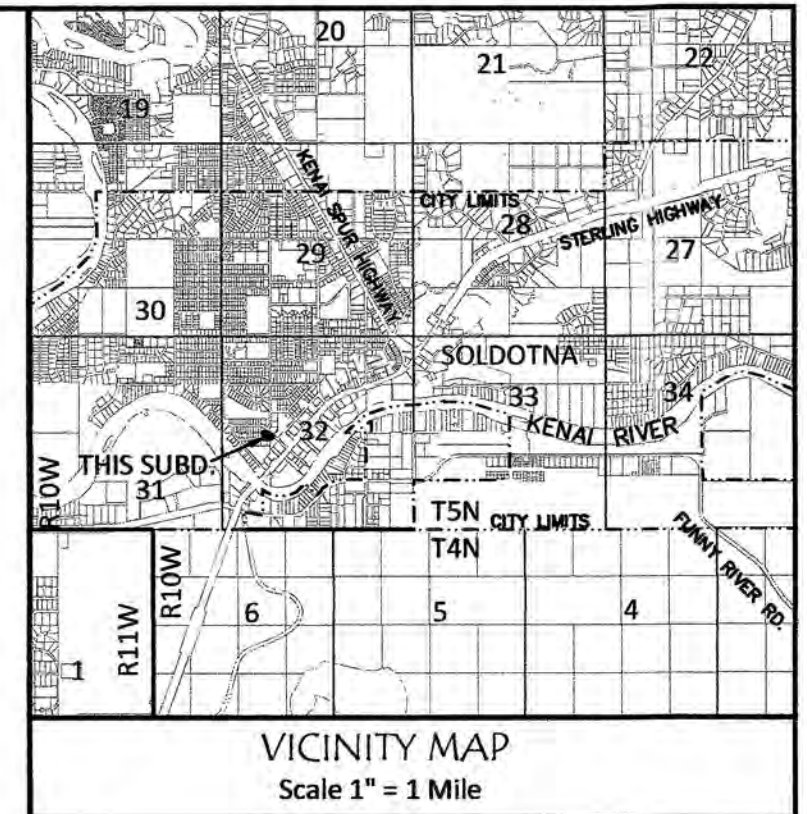 20
21
22
19
KENAI SPUR HIGHWAY
CITY LIMITS
28
STERLING HIGHWAY
29
27
30
SOLDOTNA
33
34
KENAI RIVER
32
THIS SUBD.
31
R10W
T5N
CITY LIMITS
T4N
FUNNY RIVER RD.
R10W
R11W
6
5
4
1
VICINITY MAP
Scale 1" = 1 Mile